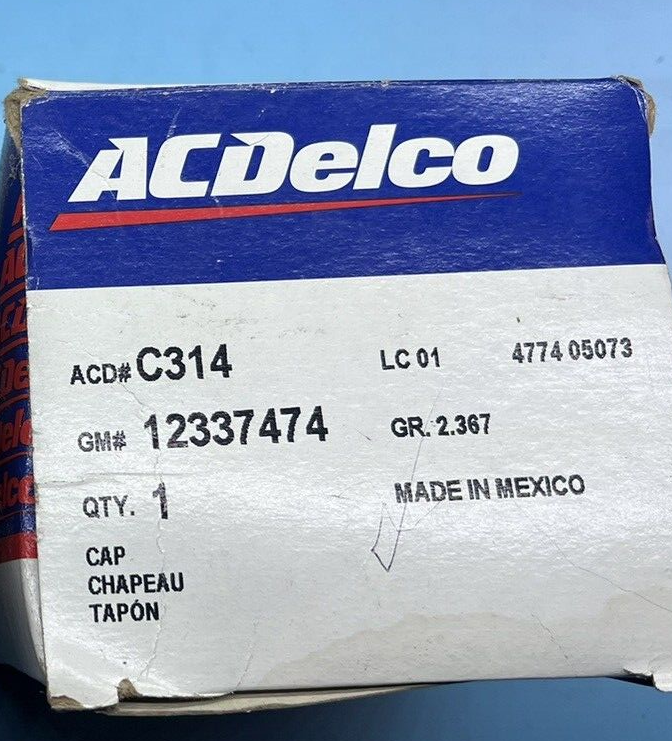 ACDelco
ACD# C314 LC 01 4774 05073
GM# 12337474 GR. 2.367
QTY. 1 MADE IN MEXICO
CAP
CHAPEAU
TAPÓN